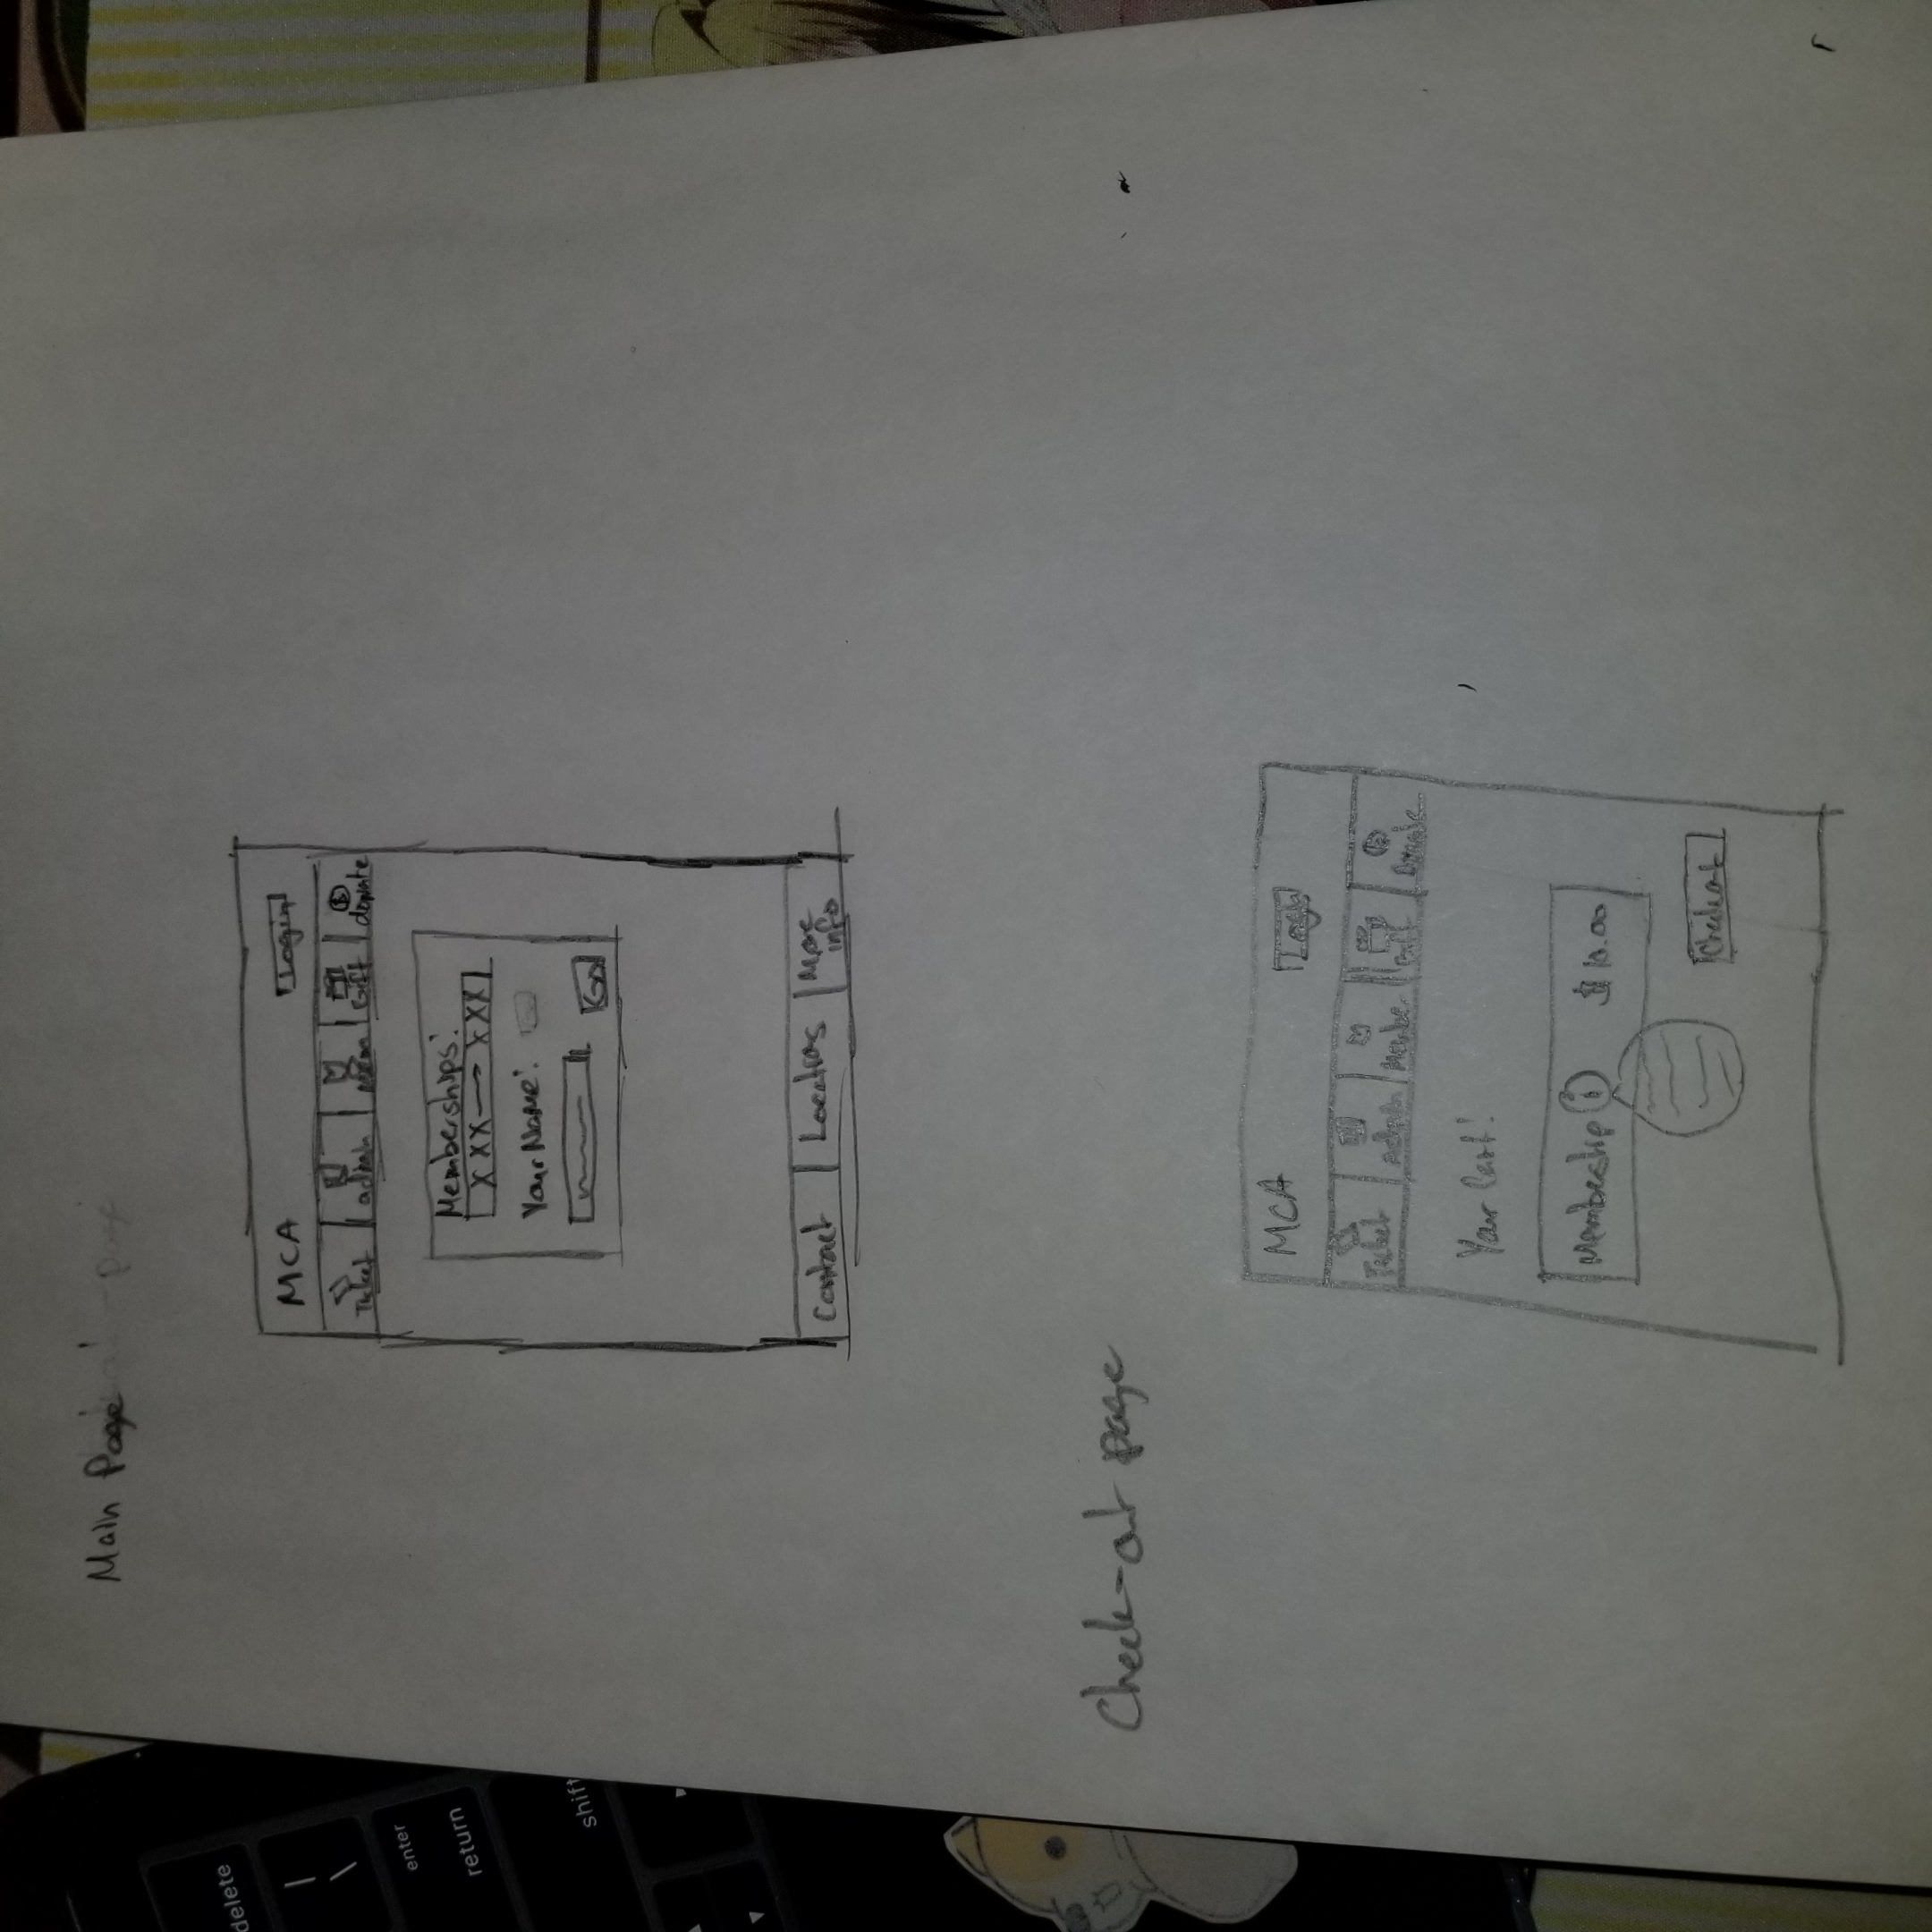 Main Page
page
delete
|
\
enter
return
shift
MCA
Login
Ticket
admin
mem
Gift
$
donate
Memberships:
XXX XXX
Your Name:
GO
Contact
Locations
More
info
Check-out page
MCA
Login
Ticket
Admin
Membe
Gift
$
Donate
Your Cart:
Membership
i
$10.00
Checkout